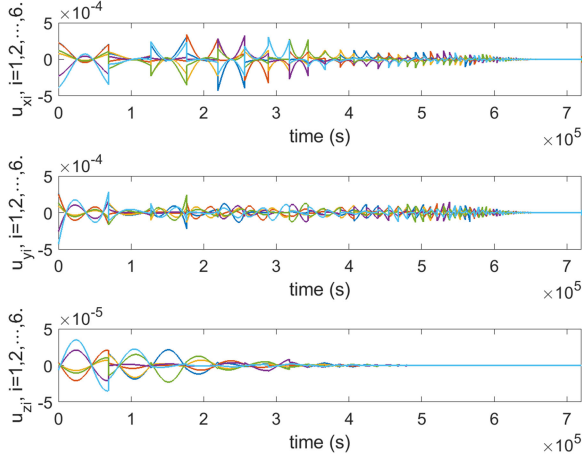 ×10⁻⁴
5
0
-5
u_xi, i=1,2,···,6.
0 1 2 3 4 5 6 7
time (s) ×10⁵
×10⁻⁴
5
0
-5
u_yi, i=1,2,···,6.
0 1 2 3 4 5 6 7
time (s) ×10⁵
×10⁻⁵
5
0
-5
u_zi, i=1,2,···,6.
0 1 2 3 4 5 6 7
time (s) ×10⁵